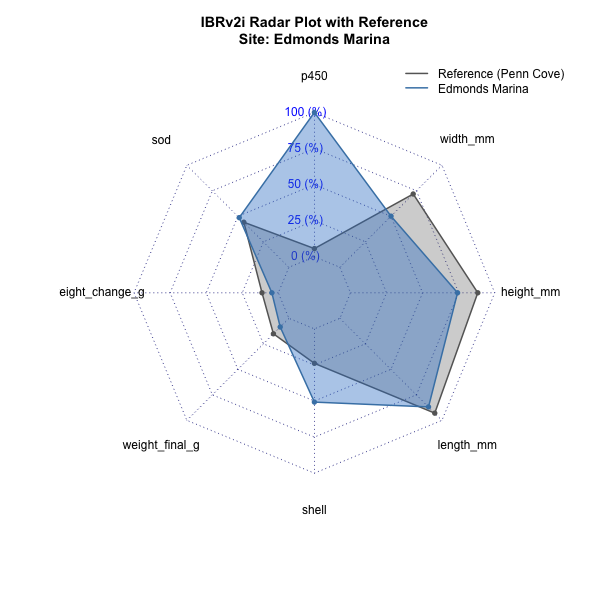 IBRv2i Radar Plot with Reference
Site: Edmonds Marina
p450
Reference (Penn Cove)
Edmonds Marina
100 (%)
sod
width_mm
75 (%)
50 (%)
25 (%)
0 (%)
eight_change_g
height_mm
weight_final_g
length_mm
shell